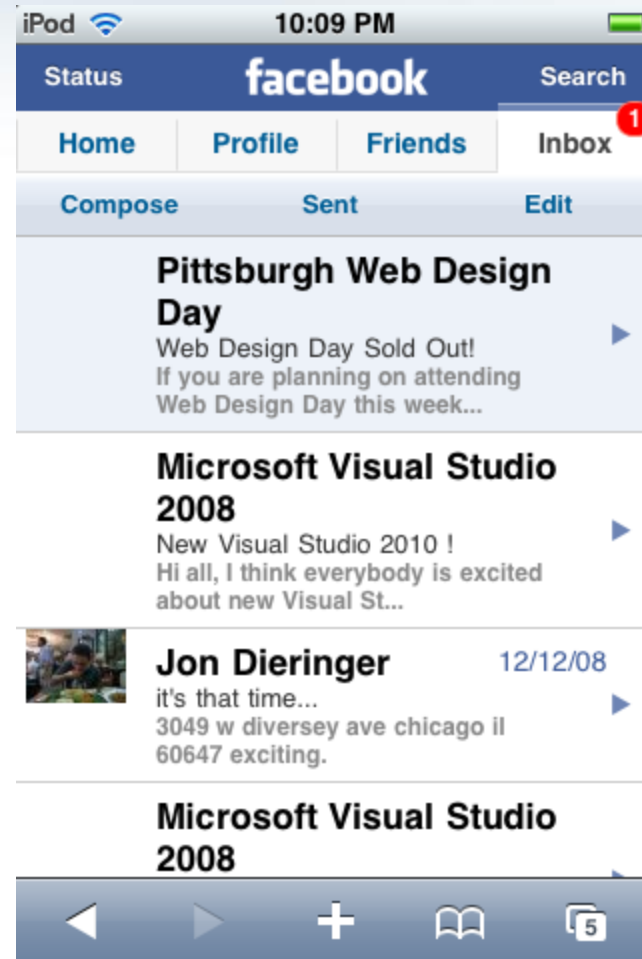 iPod 10:09 PM
Status facebook Search
1
Home Profile Friends Inbox
Compose Sent Edit
Pittsburgh Web Design
Day
Web Design Day Sold Out!
If you are planning on attending
Web Design Day this week...
Microsoft Visual Studio
2008
New Visual Studio 2010 !
Hi all, I think everybody is excited
about new Visual St...
Jon Dieringer 12/12/08
it's that time...
3049 w diversey ave chicago il
60647 exciting.
Microsoft Visual Studio
2008
5